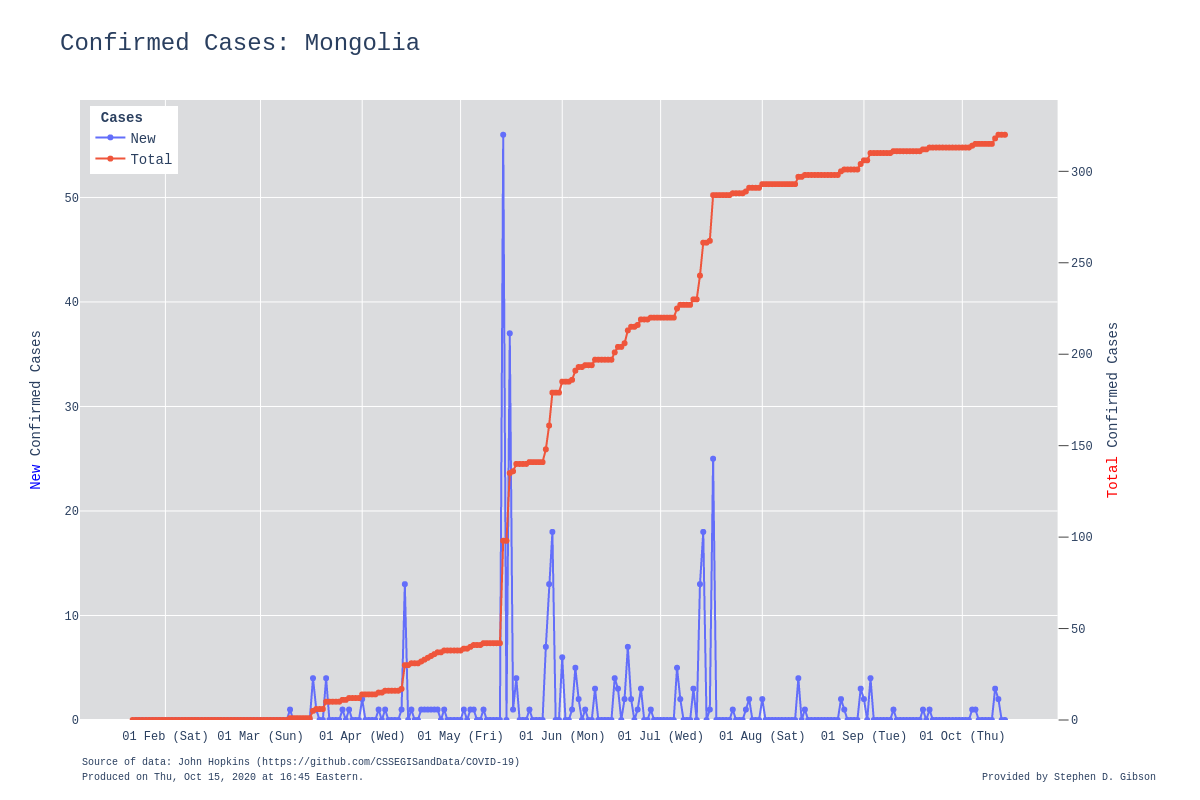 Confirmed Cases: Mongolia
Cases
New
Total
50
40
30
20
10
0
300
250
200
150
100
50
0
New Confirmed Cases
Total Confirmed Cases
01 Feb (Sat) 01 Mar (Sun) 01 Apr (Wed) 01 May (Fri) 01 Jun (Mon) 01 Jul (Wed) 01 Aug (Sat) 01 Sep (Tue) 01 Oct (Thu)
Source of data: John Hopkins (https://github.com/CSSEGISandData/COVID-19)
Produced on Thu, Oct 15, 2020 at 16:45 Eastern.
Provided by Stephen D. Gibson